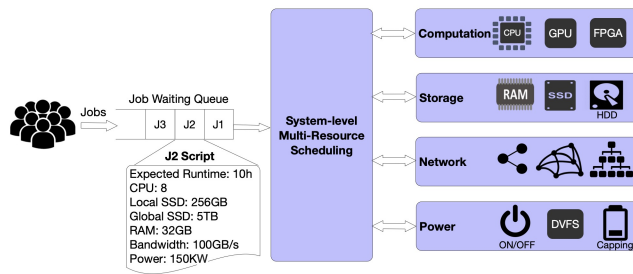 Jobs
Job Waiting Queue
J3 J2 J1
J2 Script
Expected Runtime: 10h
CPU: 8
Local SSD: 256GB
Global SSD: 5TB
RAM: 32GB
Bandwidth: 100GB/s
Power: 150KW
System-level
Multi-Resource
Scheduling
Computation CPU GPU FPGA
Storage RAM SSD
HDD
Network
Power DVFS
ON/OFF Capping